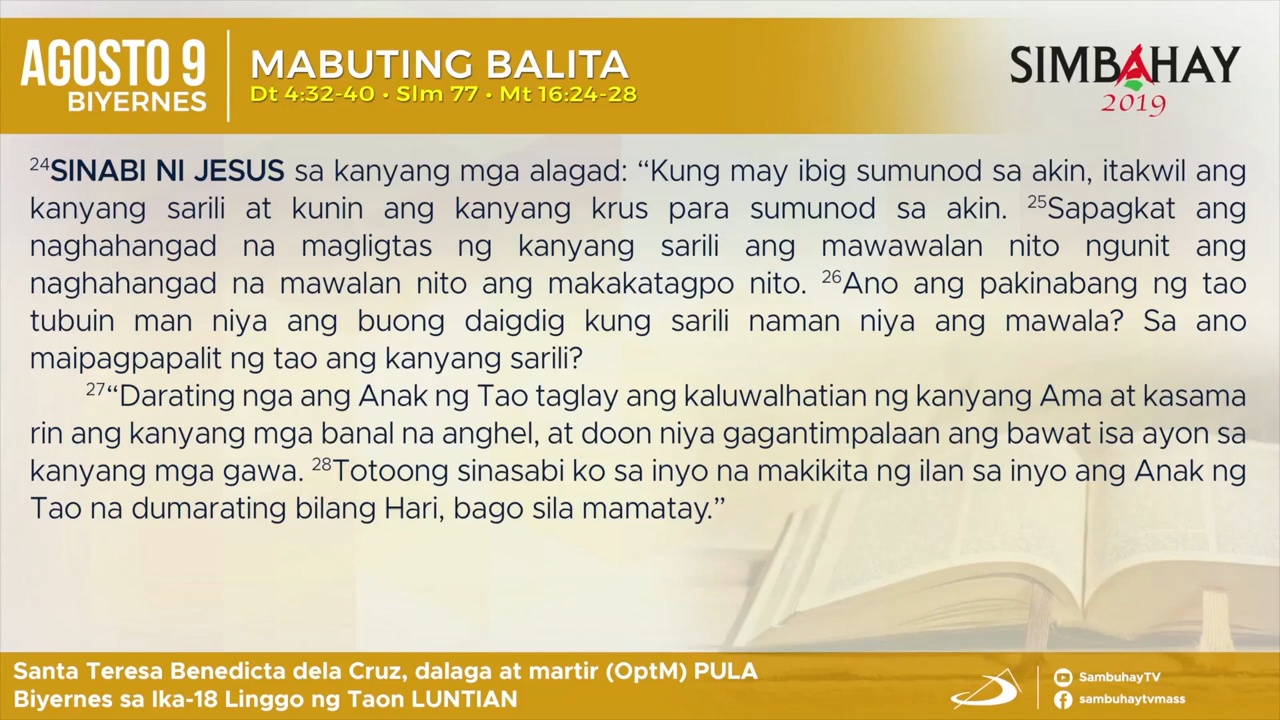 AGOSTO 9
BIYERNES
MABUTING BALITA
Dt 4:32-40 • Slm 77 • Mt 16:24-28
SIMBAHAY
2019
24SINABI NI JESUS sa kanyang mga alagad: “Kung may ibig sumunod sa akin, itakwil ang
kanyang sarili at kunin ang kanyang krus para sumunod sa akin. 25Sapagkat ang
naghahangad na magligtas ng kanyang sarili ang mawawalan nito ngunit ang
naghahangad na mawalan nito ang makakatagpo nito. 26Ano ang pakinabang ng tao
tubuin man niya ang buong daigdig kung sarili naman niya ang mawala? Sa ano
maipagpapalit ng tao ang kanyang sarili?
27“Darating nga ang Anak ng Tao taglay ang kaluwalhatian ng kanyang Ama at kasama
rin ang kanyang mga banal na anghel, at doon niya gagantimpalaan ang bawat isa ayon sa
kanyang mga gawa. 28Totoong sinasabi ko sa inyo na makikita ng ilan sa inyo ang Anak ng
Tao na dumarating bilang Hari, bago sila mamatay.”
Santa Teresa Benedicta dela Cruz, dalaga at martir (OptM) PULA
Biyernes sa Ika-18 Linggo ng Taon LUNTIAN
SambuhayTV
sambuhaytvmass